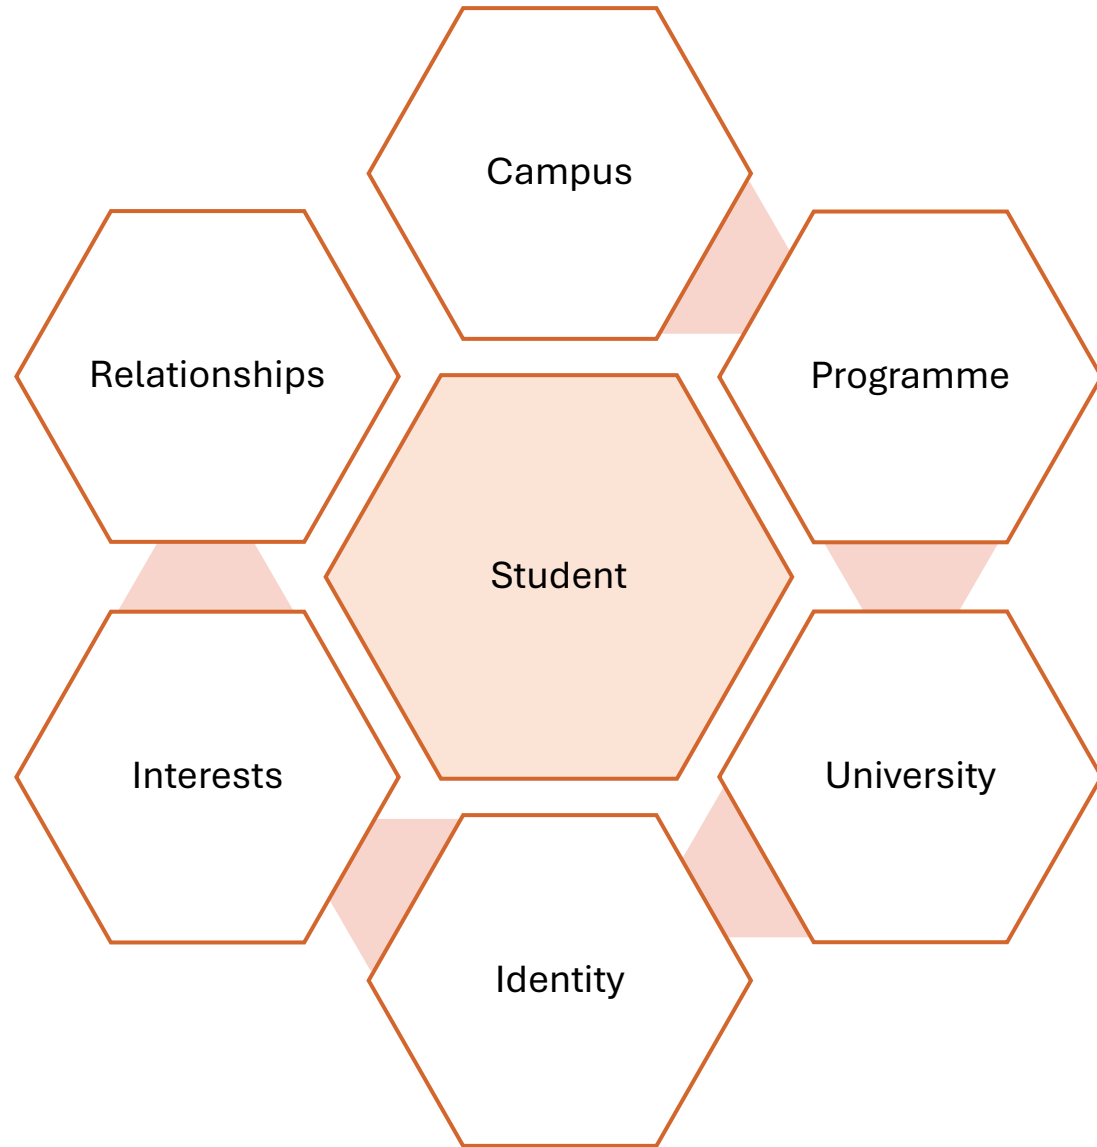 Campus
Relationships
Programme
Student
Interests
University
Identity